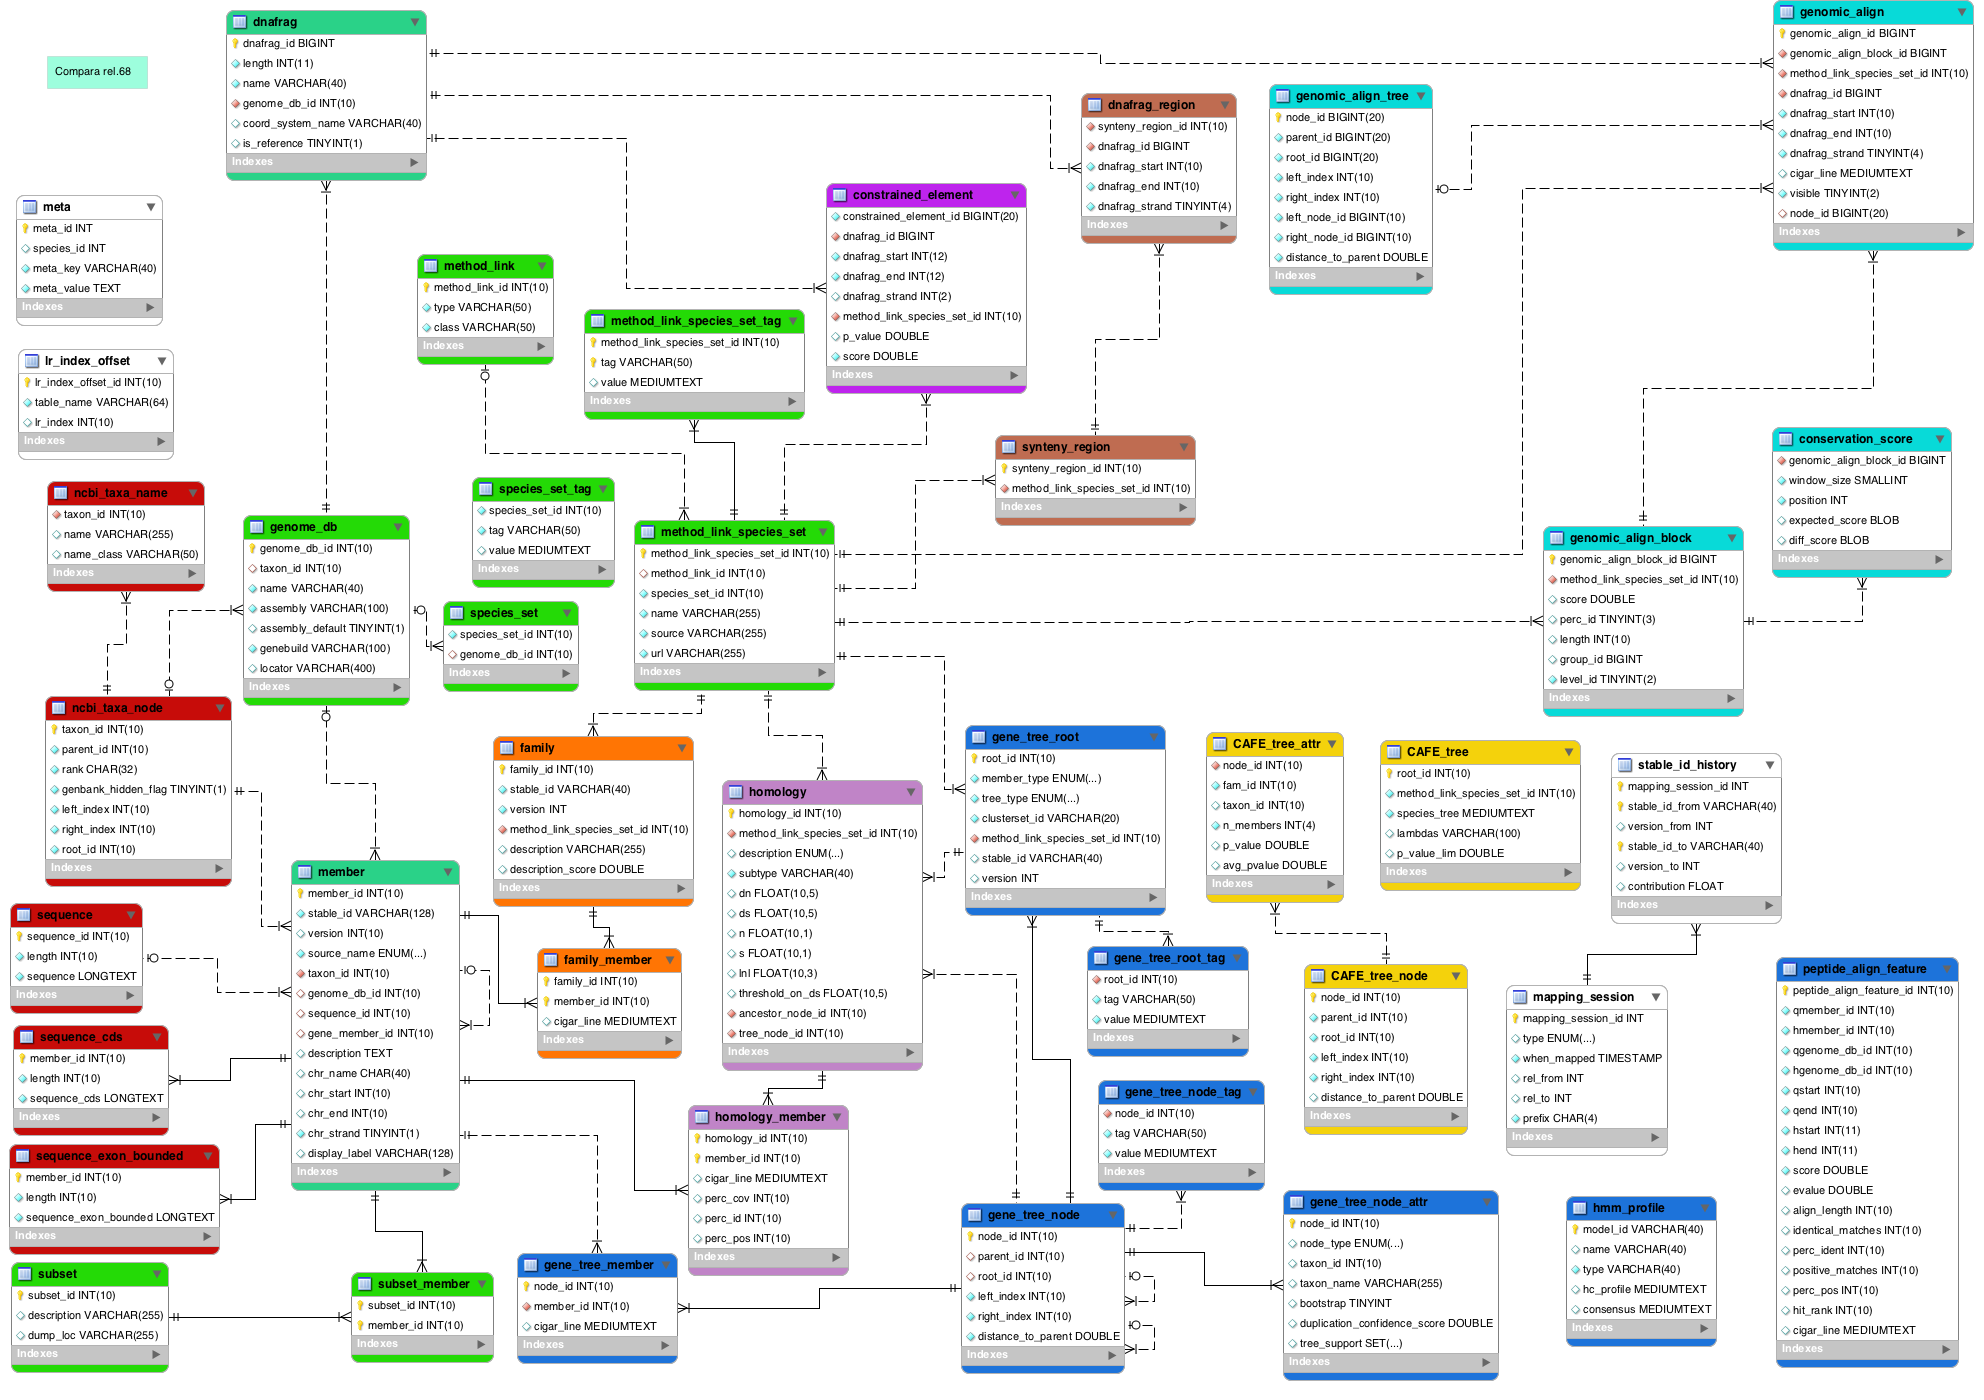 Compara rel.68
dnafrag
dnafrag_id BIGINT
length INT(11)
name VARCHAR(40)
genome_db_id INT(10)
coord_system_name VARCHAR(40)
is_reference TINYINT(1)
Indexes
genomic_align
genomic_align_id BIGINT
genomic_align_block_id BIGINT
method_link_species_set_id INT(10)
dnafrag_id BIGINT
dnafrag_start INT(10)
dnafrag_end INT(10)
dnafrag_strand TINYINT(4)
cigar_line MEDIUMTEXT
visible TINYINT(2)
node_id BIGINT(20)
Indexes
dnafrag_region
synteny_region_id INT(10)
dnafrag_id BIGINT
dnafrag_start INT(10)
dnafrag_end INT(10)
dnafrag_strand TINYINT(4)
Indexes
genomic_align_tree
node_id BIGINT(20)
parent_id BIGINT(20)
root_id BIGINT(20)
left_index INT(10)
right_index INT(10)
left_node_id BIGINT(10)
right_node_id BIGINT(10)
distance_to_parent DOUBLE
Indexes
meta
meta_id INT
species_id INT
meta_key VARCHAR(40)
meta_value TEXT
Indexes
constrained_element
constrained_element_id BIGINT(20)
dnafrag_id BIGINT
dnafrag_start INT(12)
dnafrag_end INT(12)
dnafrag_strand INT(2)
method_link_species_set_id INT(10)
p_value DOUBLE
score DOUBLE
Indexes
method_link
method_link_id INT(10)
type VARCHAR(50)
class VARCHAR(50)
Indexes
method_link_species_set_tag
method_link_species_set_id INT(10)
tag VARCHAR(50)
value MEDIUMTEXT
Indexes
lr_index_offset
lr_index_offset_id INT(10)
table_name VARCHAR(64)
lr_index INT(10)
Indexes
synteny_region
synteny_region_id INT(10)
method_link_species_set_id INT(10)
Indexes
conservation_score
genomic_align_block_id BIGINT
window_size SMALLINT
position INT
expected_score BLOB
diff_score BLOB
Indexes
ncbi_taxa_name
taxon_id INT(10)
name VARCHAR(255)
name_class VARCHAR(50)
Indexes
genome_db
genome_db_id INT(10)
taxon_id INT(10)
name VARCHAR(40)
assembly VARCHAR(100)
assembly_default TINYINT(1)
genebuild VARCHAR(100)
locator VARCHAR(400)
Indexes
species_set_tag
species_set_id INT(10)
tag VARCHAR(50)
value MEDIUMTEXT
Indexes
species_set
species_set_id INT(10)
genome_db_id INT(10)
Indexes
method_link_species_set
method_link_species_set_id INT(10)
method_link_id INT(10)
species_set_id INT(10)
name VARCHAR(255)
source VARCHAR(255)
url VARCHAR(255)
Indexes
genomic_align_block
genomic_align_block_id BIGINT
method_link_species_set_id INT(10)
score DOUBLE
perc_id TINYINT(3)
length INT(10)
group_id BIGINT
level_id TINYINT(2)
Indexes
ncbi_taxa_node
taxon_id INT(10)
parent_id INT(10)
rank CHAR(32)
genbank_hidden_flag TINYINT(1)
left_index INT(10)
right_index INT(10)
root_id INT(10)
Indexes
family
family_id INT(10)
stable_id VARCHAR(40)
version INT
method_link_species_set_id INT(10)
description VARCHAR(255)
description_score DOUBLE
Indexes
homology
homology_id INT(10)
method_link_species_set_id INT(10)
description ENUM(...)
subtype VARCHAR(40)
dn FLOAT(10,5)
ds FLOAT(10,5)
n FLOAT(10,1)
s FLOAT(10,1)
lnl FLOAT(10,3)
threshold_on_ds FLOAT(10,5)
ancestor_node_id INT(10)
tree_node_id INT(10)
Indexes
gene_tree_root
root_id INT(10)
member_type ENUM(...)
tree_type ENUM(...)
clusterset_id VARCHAR(20)
method_link_species_set_id INT(10)
stable_id VARCHAR(40)
version INT
Indexes
CAFE_tree_attr
node_id INT(10)
fam_id INT(10)
taxon_id INT(10)
n_members INT(4)
p_value DOUBLE
avg_pvalue DOUBLE
Indexes
CAFE_tree
root_id INT(10)
method_link_species_set_id INT(10)
species_tree MEDIUMTEXT
lambdas VARCHAR(100)
p_value_lim DOUBLE
Indexes
stable_id_history
mapping_session_id INT
stable_id_from VARCHAR(40)
version_from INT
stable_id_to VARCHAR(40)
version_to INT
contribution FLOAT
Indexes
member
member_id INT(10)
stable_id VARCHAR(128)
version INT(10)
source_name ENUM(...)
taxon_id INT(10)
genome_db_id INT(10)
sequence_id INT(10)
gene_member_id INT(10)
description TEXT
chr_name CHAR(40)
chr_start INT(10)
chr_end INT(10)
chr_strand TINYINT(1)
display_label VARCHAR(128)
Indexes
sequence
sequence_id INT(10)
length INT(10)
sequence LONGTEXT
Indexes
family_member
family_id INT(10)
member_id INT(10)
cigar_line MEDIUMTEXT
Indexes
gene_tree_root_tag
root_id INT(10)
tag VARCHAR(50)
value MEDIUMTEXT
Indexes
CAFE_tree_node
node_id INT(10)
parent_id INT(10)
root_id INT(10)
left_index INT(10)
right_index INT(10)
distance_to_parent DOUBLE
Indexes
mapping_session
mapping_session_id INT
type ENUM(...)
when_mapped TIMESTAMP
rel_from INT
rel_to INT
prefix CHAR(4)
Indexes
peptide_align_feature
peptide_align_feature_id INT(10)
qmember_id INT(10)
hmember_id INT(10)
qgenome_db_id INT(10)
hgenome_db_id INT(10)
qstart INT(10)
qend INT(10)
hstart INT(11)
hend INT(11)
score DOUBLE
evalue DOUBLE
align_length INT(10)
identical_matches INT(10)
perc_ident INT(10)
positive_matches INT(10)
perc_pos INT(10)
hit_rank INT(10)
cigar_line MEDIUMTEXT
Indexes
sequence_cds
member_id INT(10)
length INT(10)
sequence_cds LONGTEXT
Indexes
gene_tree_node_tag
node_id INT(10)
tag VARCHAR(50)
value MEDIUMTEXT
Indexes
homology_member
homology_id INT(10)
member_id INT(10)
cigar_line MEDIUMTEXT
perc_cov INT(10)
perc_id INT(10)
perc_pos INT(10)
Indexes
sequence_exon_bounded
member_id INT(10)
length INT(10)
sequence_exon_bounded LONGTEXT
Indexes
gene_tree_node
node_id INT(10)
parent_id INT(10)
root_id INT(10)
left_index INT(10)
right_index INT(10)
distance_to_parent DOUBLE
Indexes
gene_tree_node_attr
node_id INT(10)
node_type ENUM(...)
taxon_id INT(10)
taxon_name VARCHAR(255)
bootstrap TINYINT
duplication_confidence_score DOUBLE
tree_support SET(...)
Indexes
hmm_profile
model_id VARCHAR(40)
name VARCHAR(40)
type VARCHAR(40)
hc_profile MEDIUMTEXT
consensus MEDIUMTEXT
Indexes
subset
subset_id INT(10)
description VARCHAR(255)
dump_loc VARCHAR(255)
Indexes
subset_member
subset_id INT(10)
member_id INT(10)
Indexes
gene_tree_member
node_id INT(10)
member_id INT(10)
cigar_line MEDIUMTEXT
Indexes